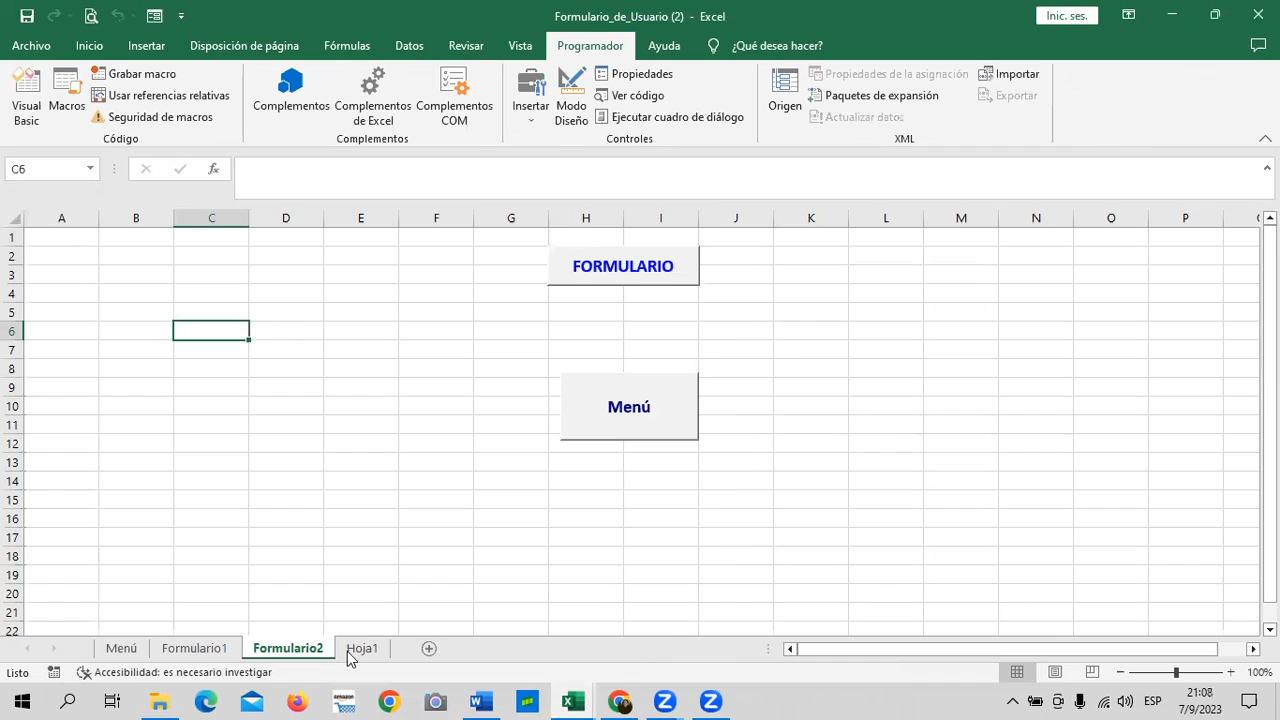 Formulario_de_Usuario (2) - Excel
Inic. ses.
Archivo Inicio Insertar Disposición de página Fórmulas Datos Revisar Vista Programador Ayuda ¿Qué desea hacer?
Visual Basic
Macros
Grabar macro
Usar referencias relativas
Seguridad de macros
Código
Complementos
Complementos de Excel
Complementos COM
Complementos
Insertar
Modo Diseño
Propiedades
Ver código
Ejecutar cuadro de diálogo
Controles
Origen
Propiedades de la asignación
Paquetes de expansión
Actualizar datos
Importar
Exportar
XML
C6
fx
A B C D E F G H I J K L M N O P
1
2
3
4
5
6
7
8
9
10
11
12
13
14
15
16
17
18
19
20
21
22
FORMULARIO
Menú
Menú Formulario1 Formulario2 Hoja1
Listo Accesibilidad: es necesario investigar 100%
amazon
ESP
21:08
7/9/2023